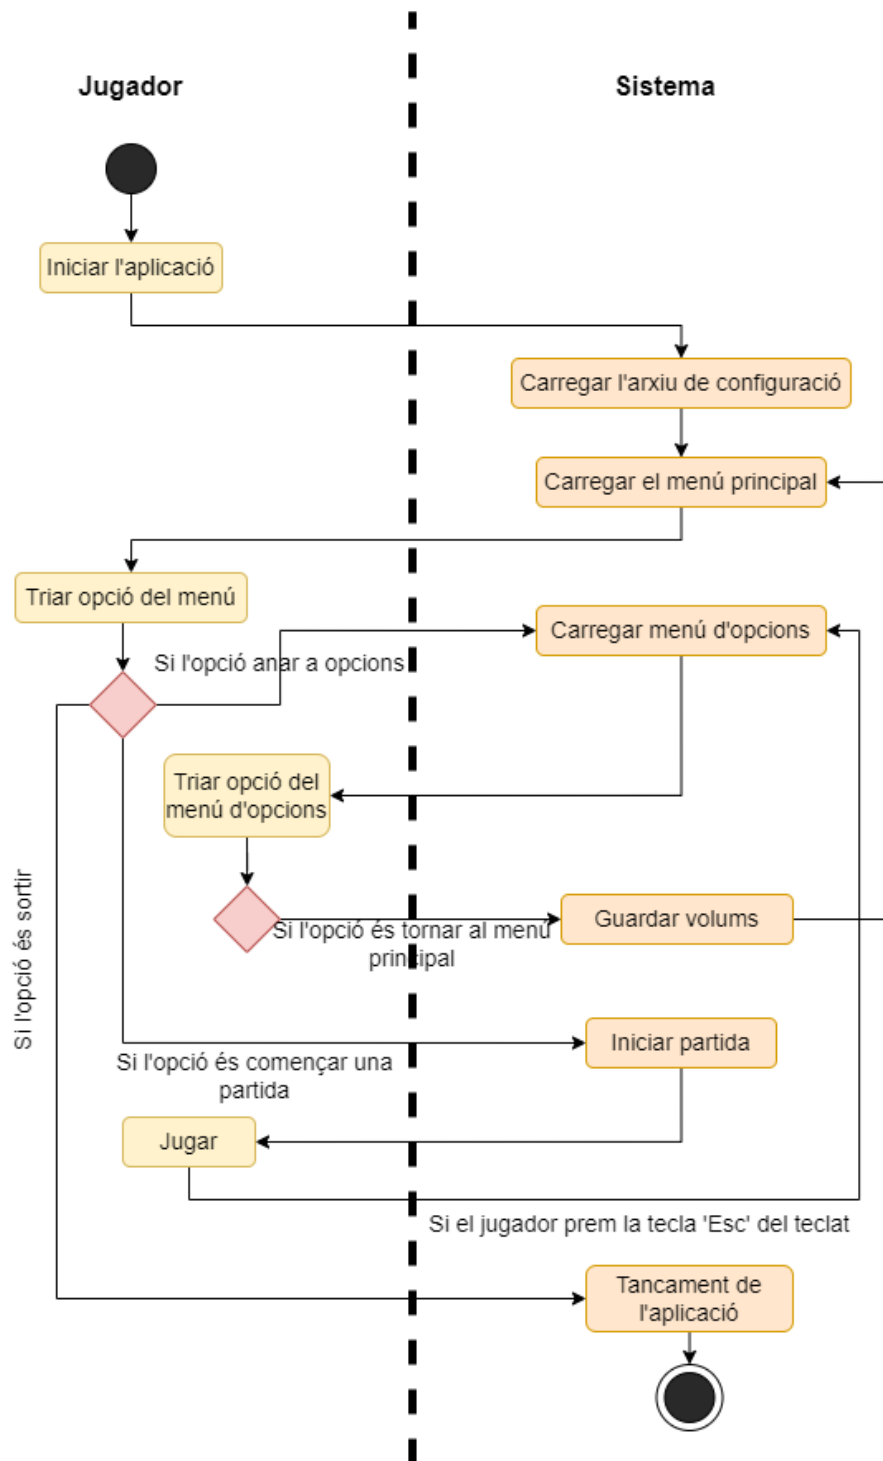 Jugador
Sistema
Iniciar l'aplicació
Carregar l'arxiu de configuració
Carregar el menú principal
Triar opció del menú
Carregar menú d'opcions
Si l'opció anar a opcions
Triar opció del
menú d'opcions
Si l'opció és sortir
Guardar volums
Si l'opció és tornar al menú
principal
Iniciar partida
Si l'opció és començar una
partida
Jugar
Si el jugador prem la tecla 'Esc' del teclat
Tancament de
l'aplicació